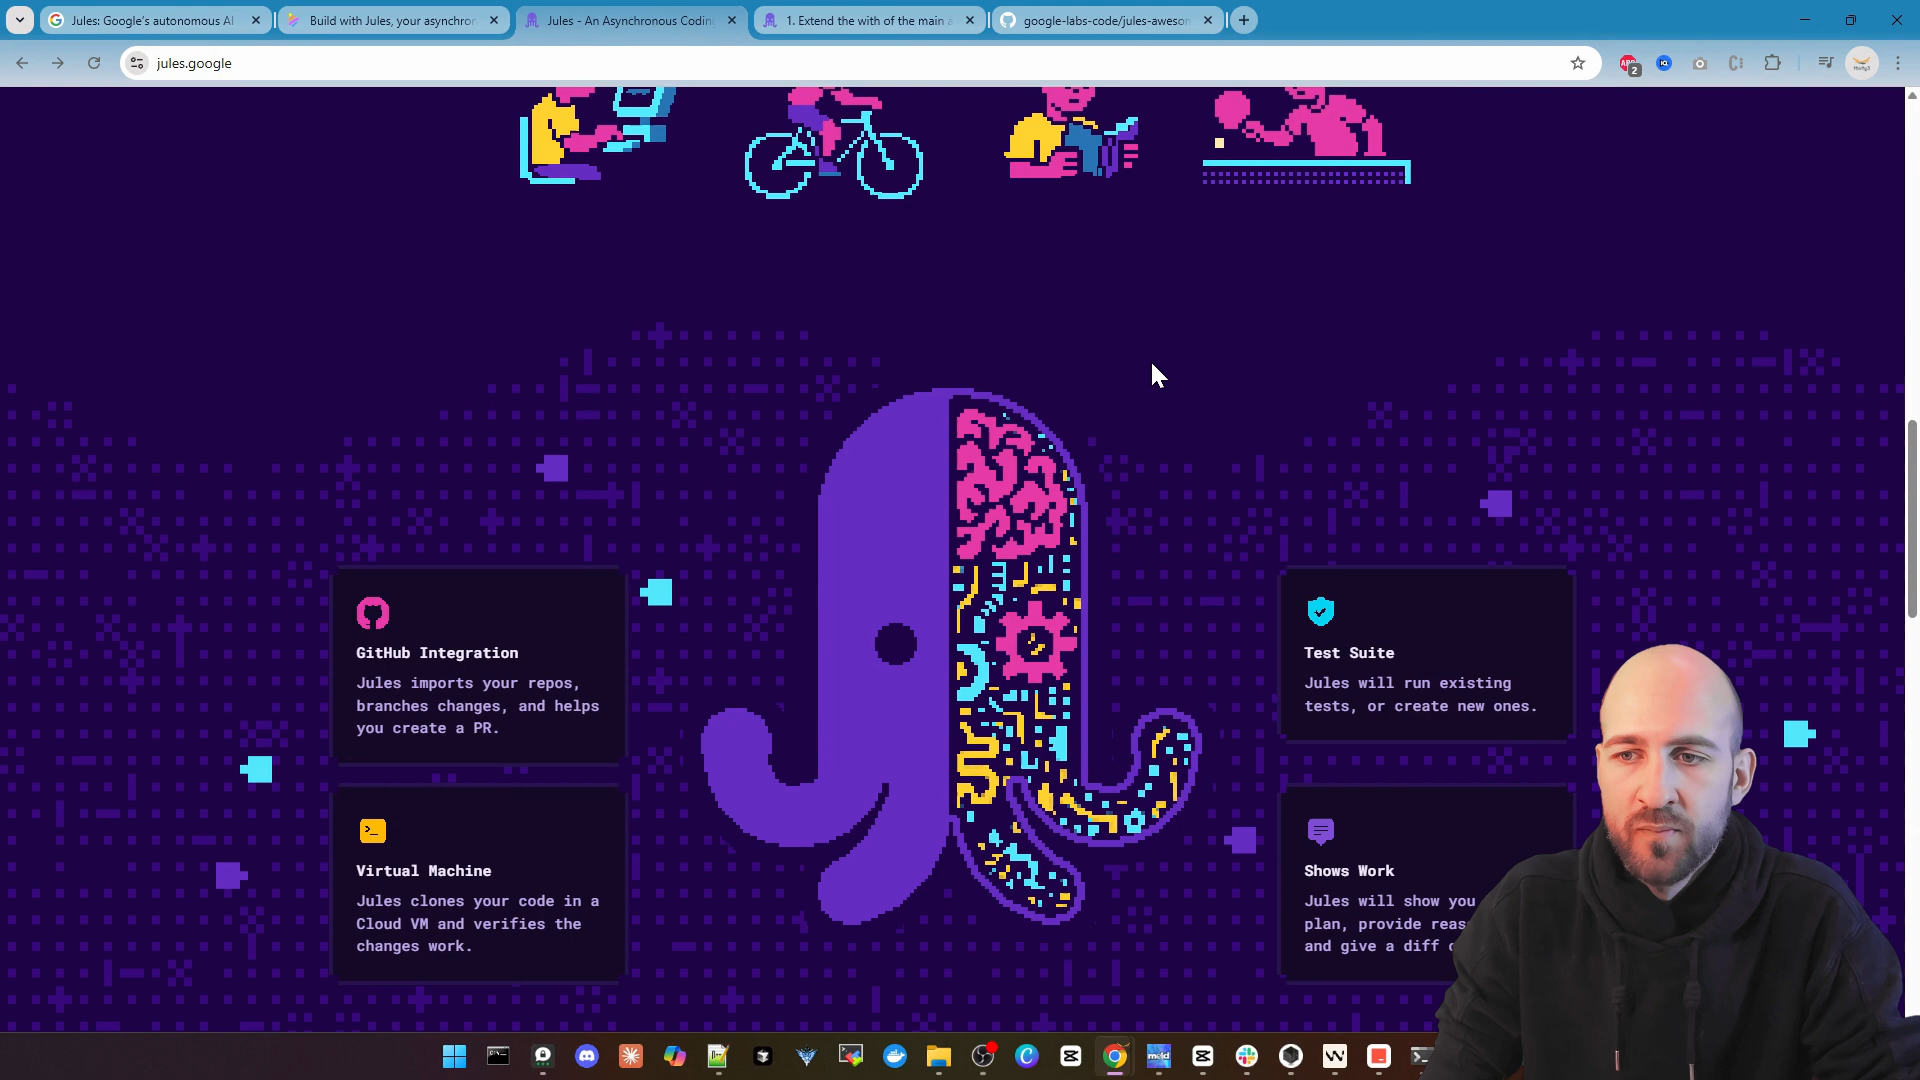 Jules: Google's autonomous AI
Build with Jules, your asynchron
Jules - An Asynchronous Coding
1. Extend the with of the main a
google-labs-code/jules-aweson
jules.google
2
GitHub Integration
Jules imports your repos,
branches changes, and helps
you create a PR.
Virtual Machine
Jules clones your code in a
Cloud VM and verifies the
changes work.
Test Suite
Jules will run existing
tests, or create new ones.
Shows Work
Jules will show you
plan, provide reas
and give a diff